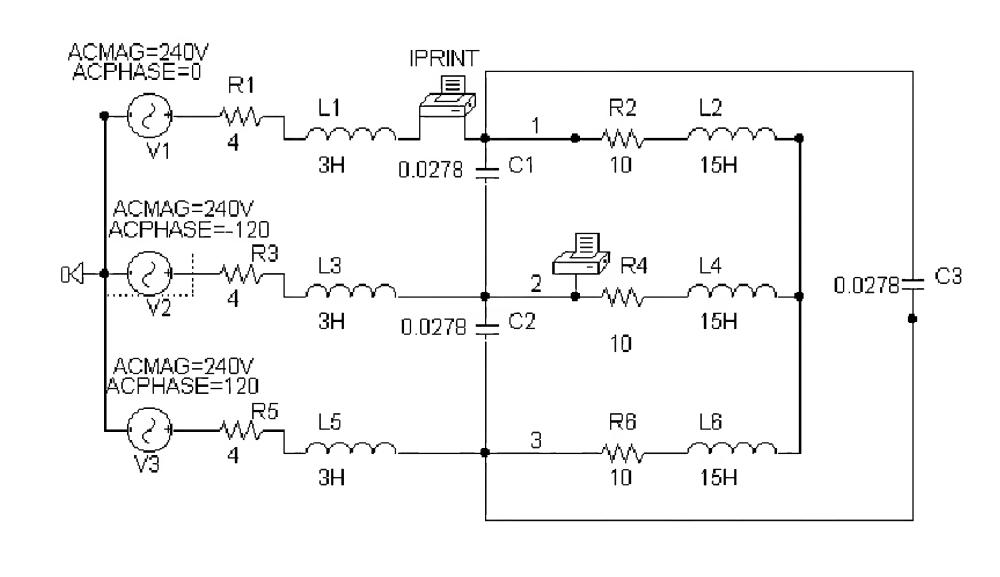 ACMAG=240V
ACPHASE=0
IPRINT
R1
L1
1
R2
L2
V1
4
3H
0.0278
C1
10
15H
ACMAG=240V
ACPHASE=-120
R3
L3
2
R4
L4
0
0.0278
C3
V2
4
3H
0.0278
C2
10
15H
ACMAG=240V
ACPHASE=120
R5
L5
3
R6
L6
V3
4
3H
10
15H